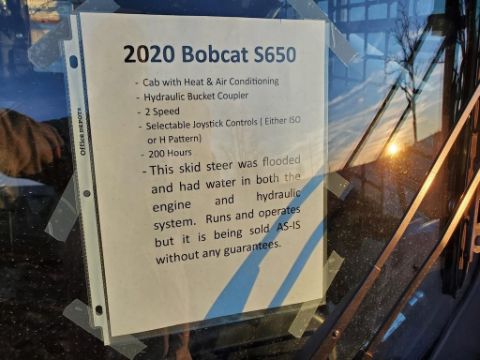 2020 Bobcat S650
- Cab with Heat & Air Conditioning
- Hydraulic Bucket Coupler
- 2 Speed
- Selectable Joystick Controls ( Either ISO
or H Pattern)
- 200 Hours
- This skid steer was flooded
and had water in both the
engine and hydraulic
system. Runs and operates
but it is being sold AS-IS
without any guarantees.
Office DEPOT